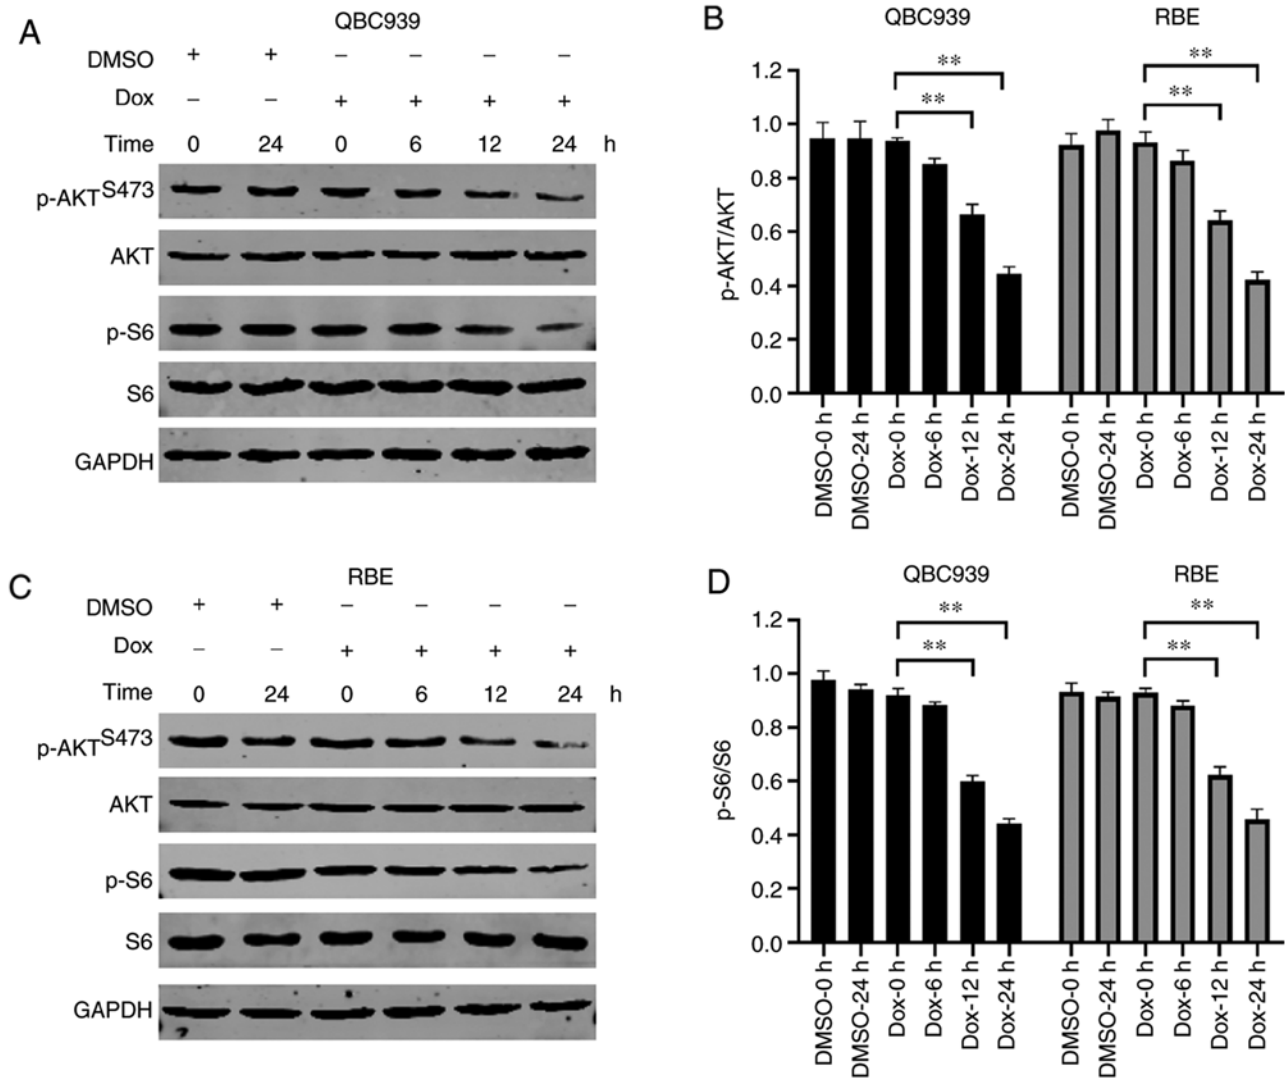 A
QBC939
DMSO + + – – – –
Dox – – + + + +
Time 0 24 0 6 12 24 h
p-AKTS473
AKT
p-S6
S6
GAPDH
B
QBC939 RBE
** **
** **
p-AKT/AKT
1.2
1.0
0.8
0.6
0.4
0.2
0.0
DMSO-0 h
DMSO-24 h
Dox-0 h
Dox-6 h
Dox-12 h
Dox-24 h
DMSO-0 h
DMSO-24 h
Dox-0 h
Dox-6 h
Dox-12 h
Dox-24 h
C
RBE
DMSO + + – – – –
Dox – – + + + +
Time 0 24 0 6 12 24 h
p-AKTS473
AKT
p-S6
S6
GAPDH
D
QBC939 RBE
** **
** **
p-S6/S6
1.2
1.0
0.8
0.6
0.4
0.2
0.0
DMSO-0 h
DMSO-24 h
Dox-0 h
Dox-6 h
Dox-12 h
Dox-24 h
DMSO-0 h
DMSO-24 h
Dox-0 h
Dox-6 h
Dox-12 h
Dox-24 h